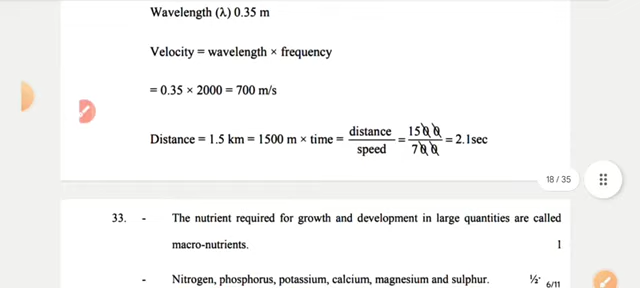 Wavelength (λ) 0.35 m
Velocity = wavelength × frequency
= 0.35 × 2000 = 700 m/s
Distance = 1.5 km = 1500 m × time = distance/speed = 1500/700 = 2.1sec
18 / 35
33. - The nutrient required for growth and development in large quantities are called
macro-nutrients. 1
- Nitrogen, phosphorus, potassium, calcium, magnesium and sulphur. ½
6/11